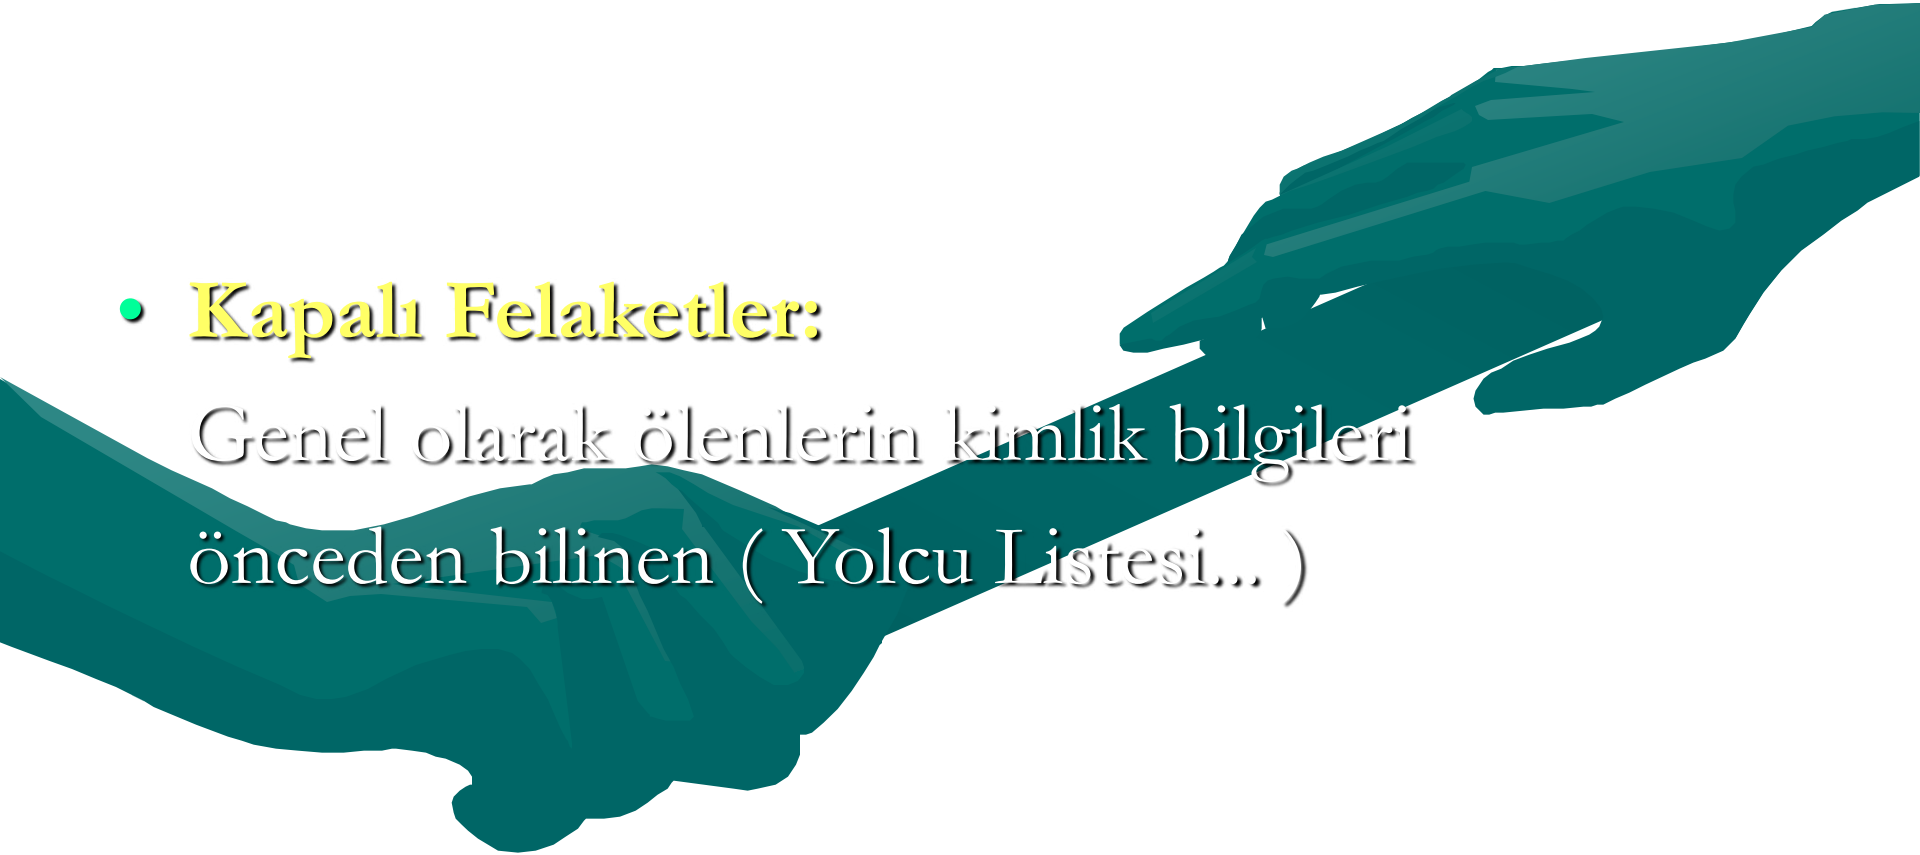 • Kapalı Felaketler:
Genel olarak ölenlerin kimlik bilgileri
önceden bilinen ( Yolcu Listesi... )